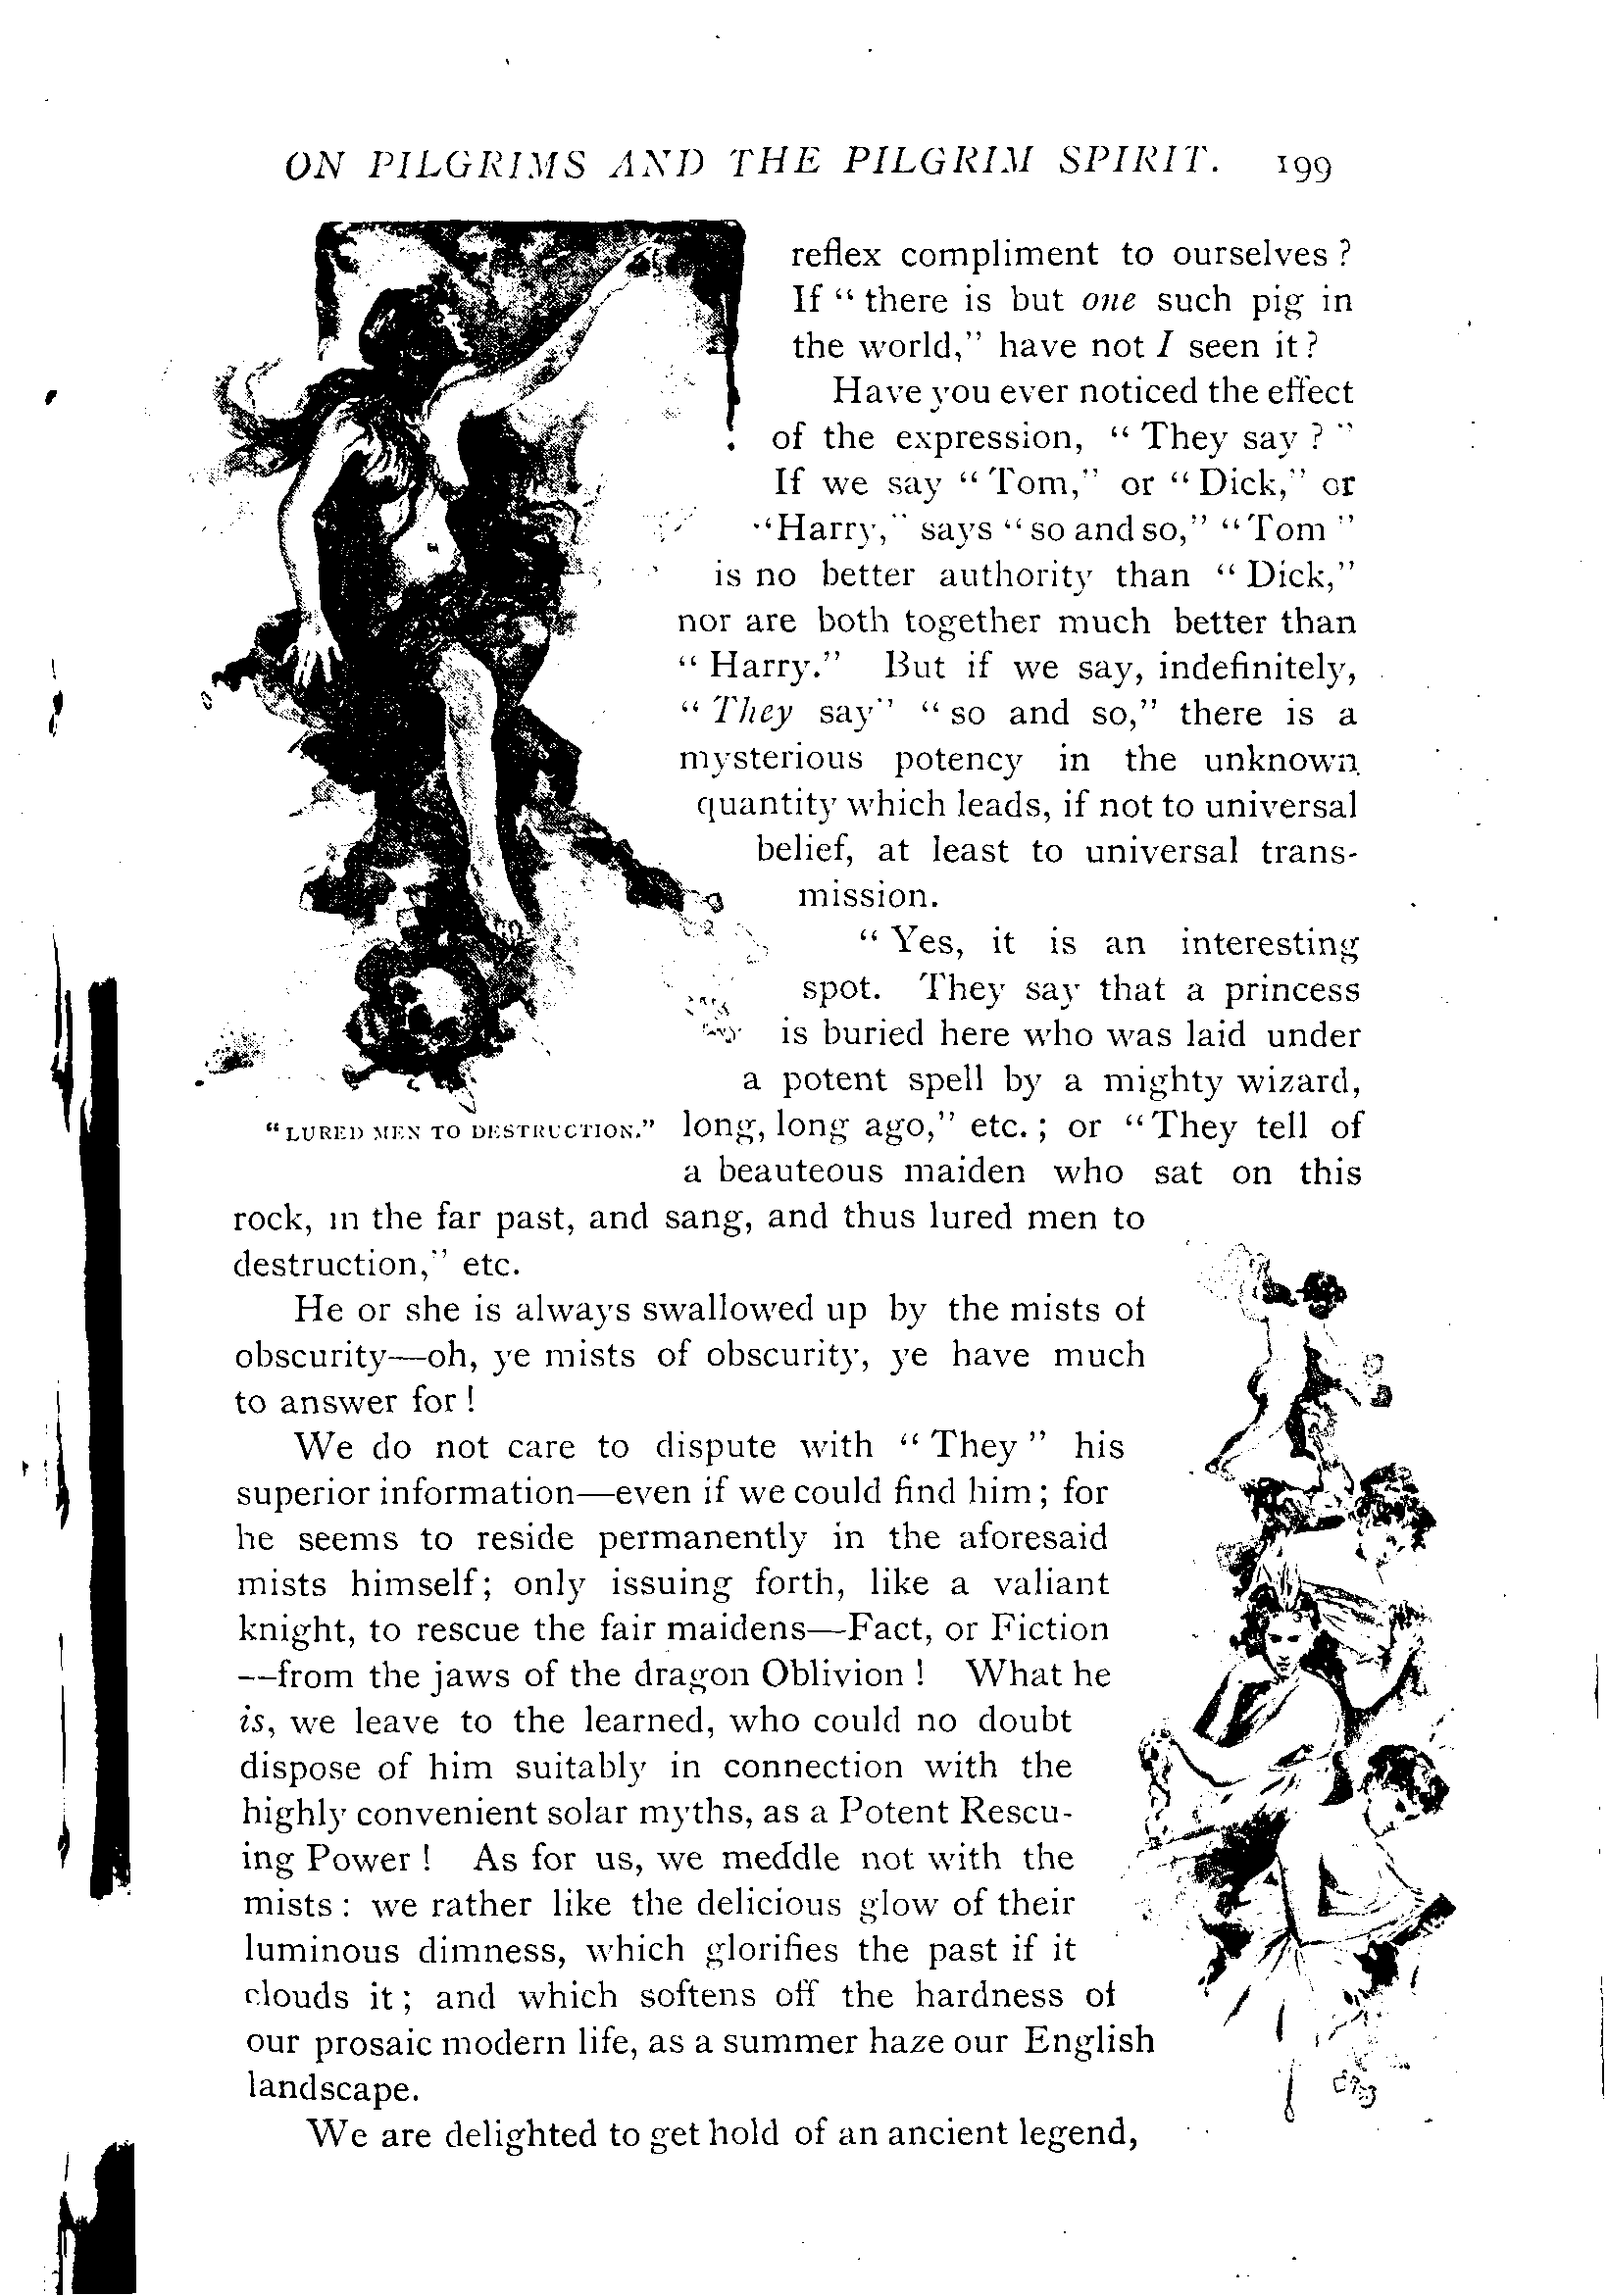 ON PILGRIMS AND THE PILGRIM SPIRIT. 199
reflex compliment to ourselves?
If "there is but one such pig in
the world," have not I seen it?
Have you ever noticed the effect
of the expression, "They say?"
If we say "Tom," or "Dick," or
"Harry," says "so and so," "Tom"
is no better authority than "Dick,"
nor are both together much better than
"Harry." But if we say, indefinitely,
"They say" "so and so," there is a
mysterious potency in the unknown
quantity which leads, if not to universal
belief, at least to universal trans-
mission.
"Yes, it is an interesting
spot. They say that a princess
is buried here who was laid under
a potent spell by a mighty wizard,
long, long ago," etc.; or "They tell of
a beauteous maiden who sat on this
"LURED MEN TO DESTRUCTION."
rock, in the far past, and sang, and thus lured men to
destruction," etc.
He or she is always swallowed up by the mists of
obscurity—oh, ye mists of obscurity, ye have much
to answer for!
We do not care to dispute with "They" his
superior information—even if we could find him; for
he seems to reside permanently in the aforesaid
mists himself; only issuing forth, like a valiant
knight, to rescue the fair maidens—Fact, or Fiction
—from the jaws of the dragon Oblivion! What he
is, we leave to the learned, who could no doubt
dispose of him suitably in connection with the
highly convenient solar myths, as a Potent Rescu-
ing Power! As for us, we meddle not with the
mists: we rather like the delicious glow of their
luminous dimness, which glorifies the past if it
clouds it; and which softens off the hardness of
our prosaic modern life, as a summer haze our English
landscape.
We are delighted to get hold of an ancient legend,